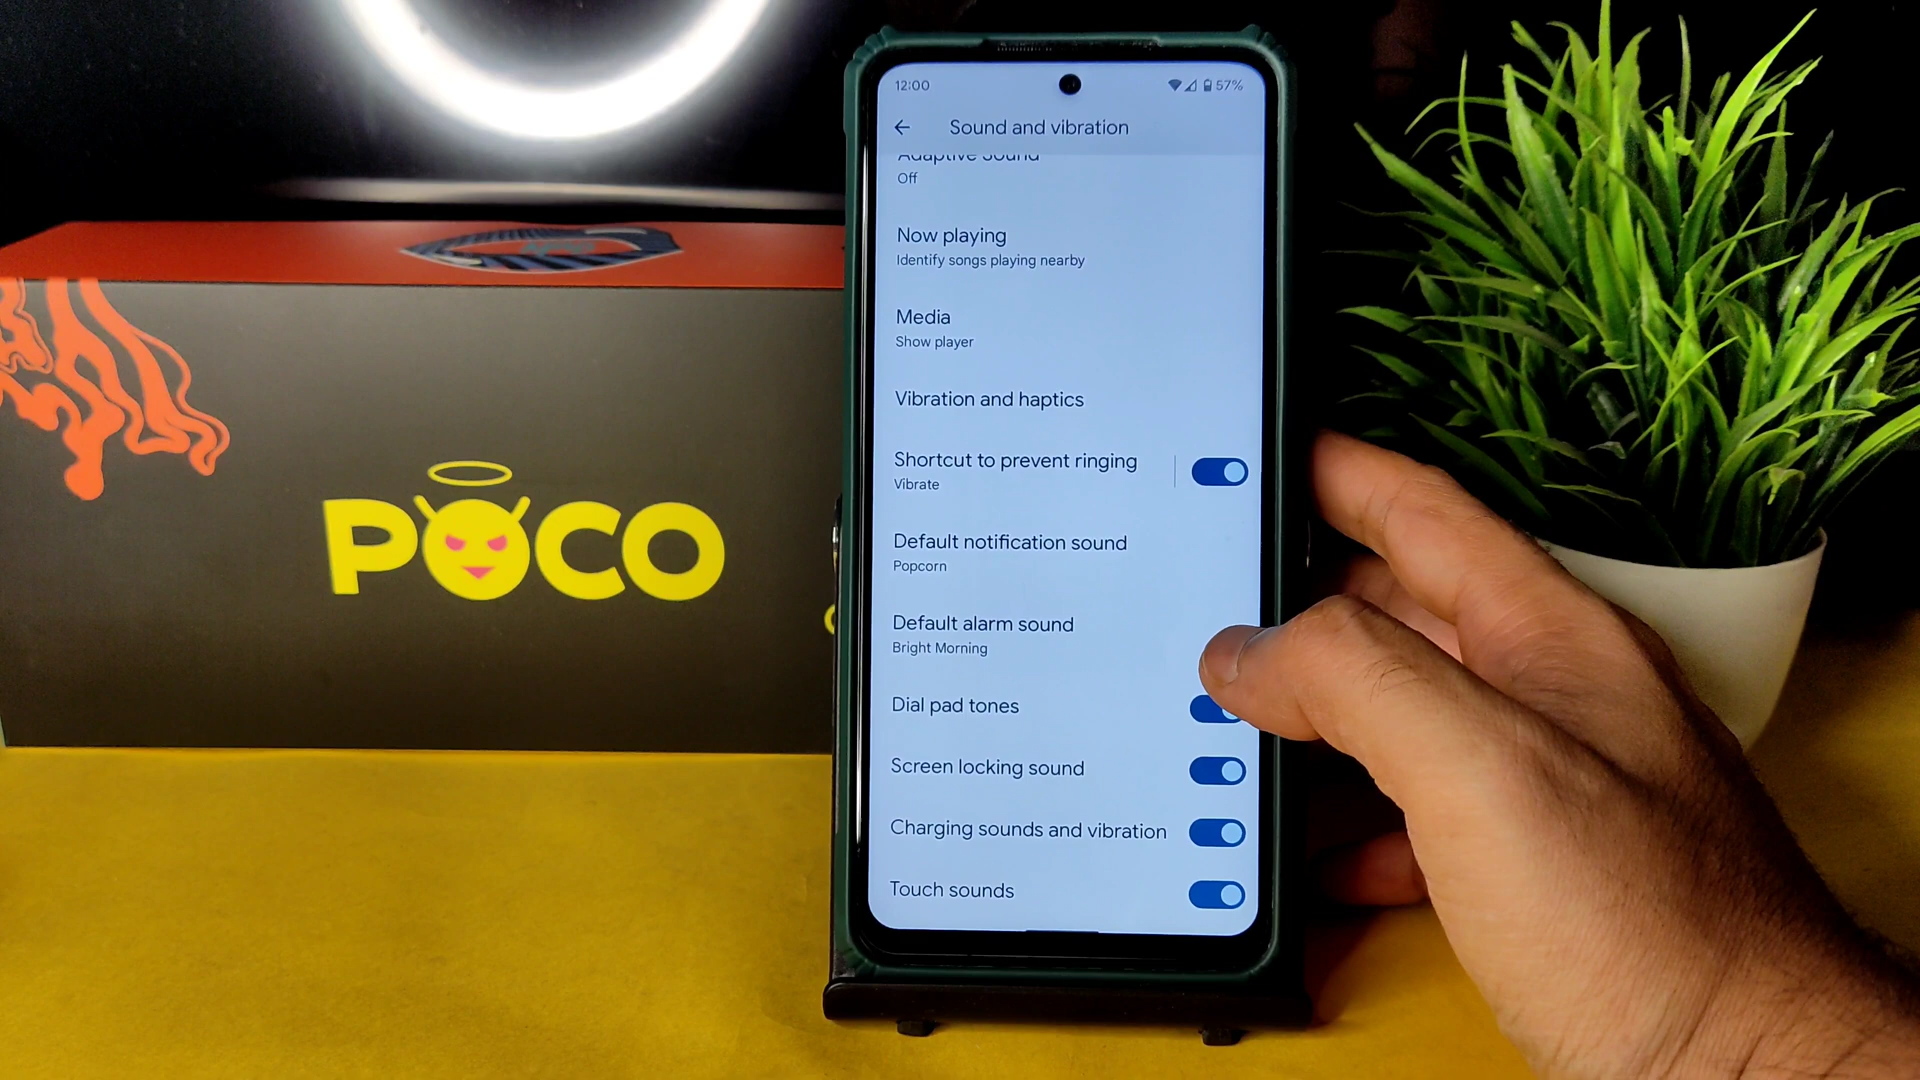 POCO
12:00
57%
Sound and vibration
Adaptive Sound
Off
Now playing
Identify songs playing nearby
Media
Show player
Vibration and haptics
Shortcut to prevent ringing
Vibrate
Default notification sound
Popcorn
Default alarm sound
Bright Morning
Dial pad tones
Screen locking sound
Charging sounds and vibration
Touch sounds